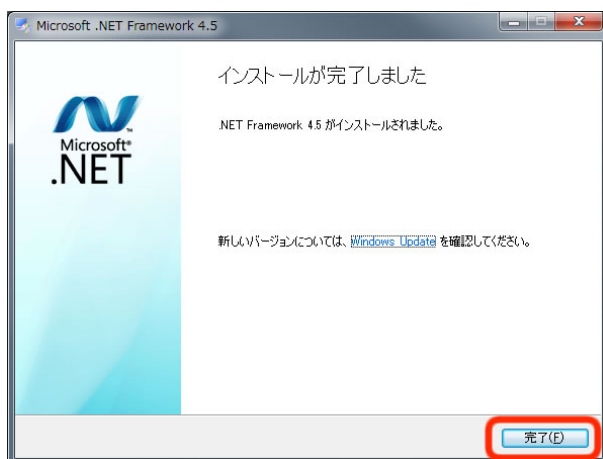 Microsoft .NET Framework 4.5
インストールが完了しました
.NET Framework 4.5 がインストールされました。
Microsoft®
.NET
新しいバージョンについては、Windows Update を確認してください。
完了(F)